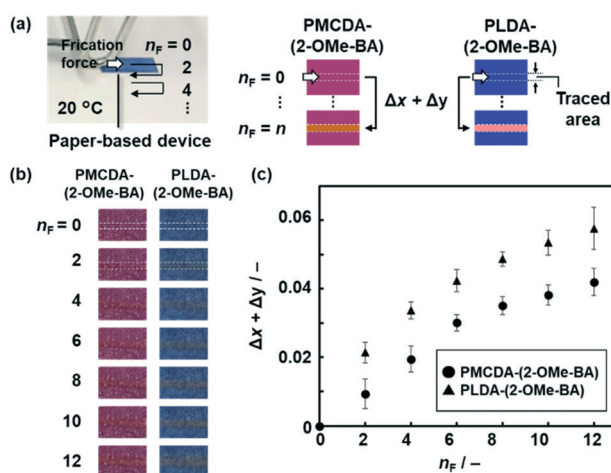 (a)
Frication
force
nF = 0
2
4
⋮
20 °C
Paper-based device
PMCDA-
(2-OMe-BA)
PLDA-
(2-OMe-BA)
nF = 0
⋮
⋮
nF = n
Δx + Δy
⋮
Traced
area
(b)
PMCDA-
(2-OMe-BA)
PLDA-
(2-OMe-BA)
nF = 0
2
4
6
8
10
12
(c)
Δx + Δy / –
0.06
0.04
0.02
0
0
2
4
6
8
10
12
nF / –
PMCDA-(2-OMe-BA)
PLDA-(2-OMe-BA)